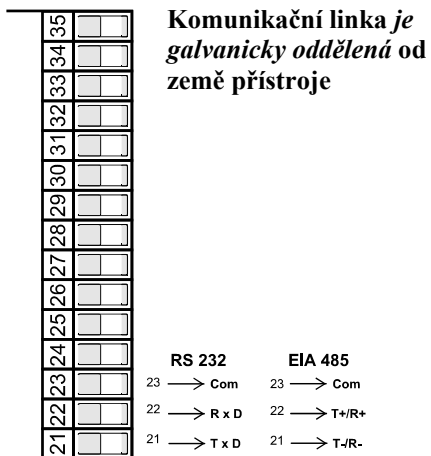 Komunikační linka je
galvanicky oddělená od
země přístroje
35
34
33
32
31
30
29
28
27
26
25
24
23
22
21
RS 232 EIA 485
23 → Com 23 → Com
22 → R x D 22 → T+/R+
21 → T x D 21 → T-/R-